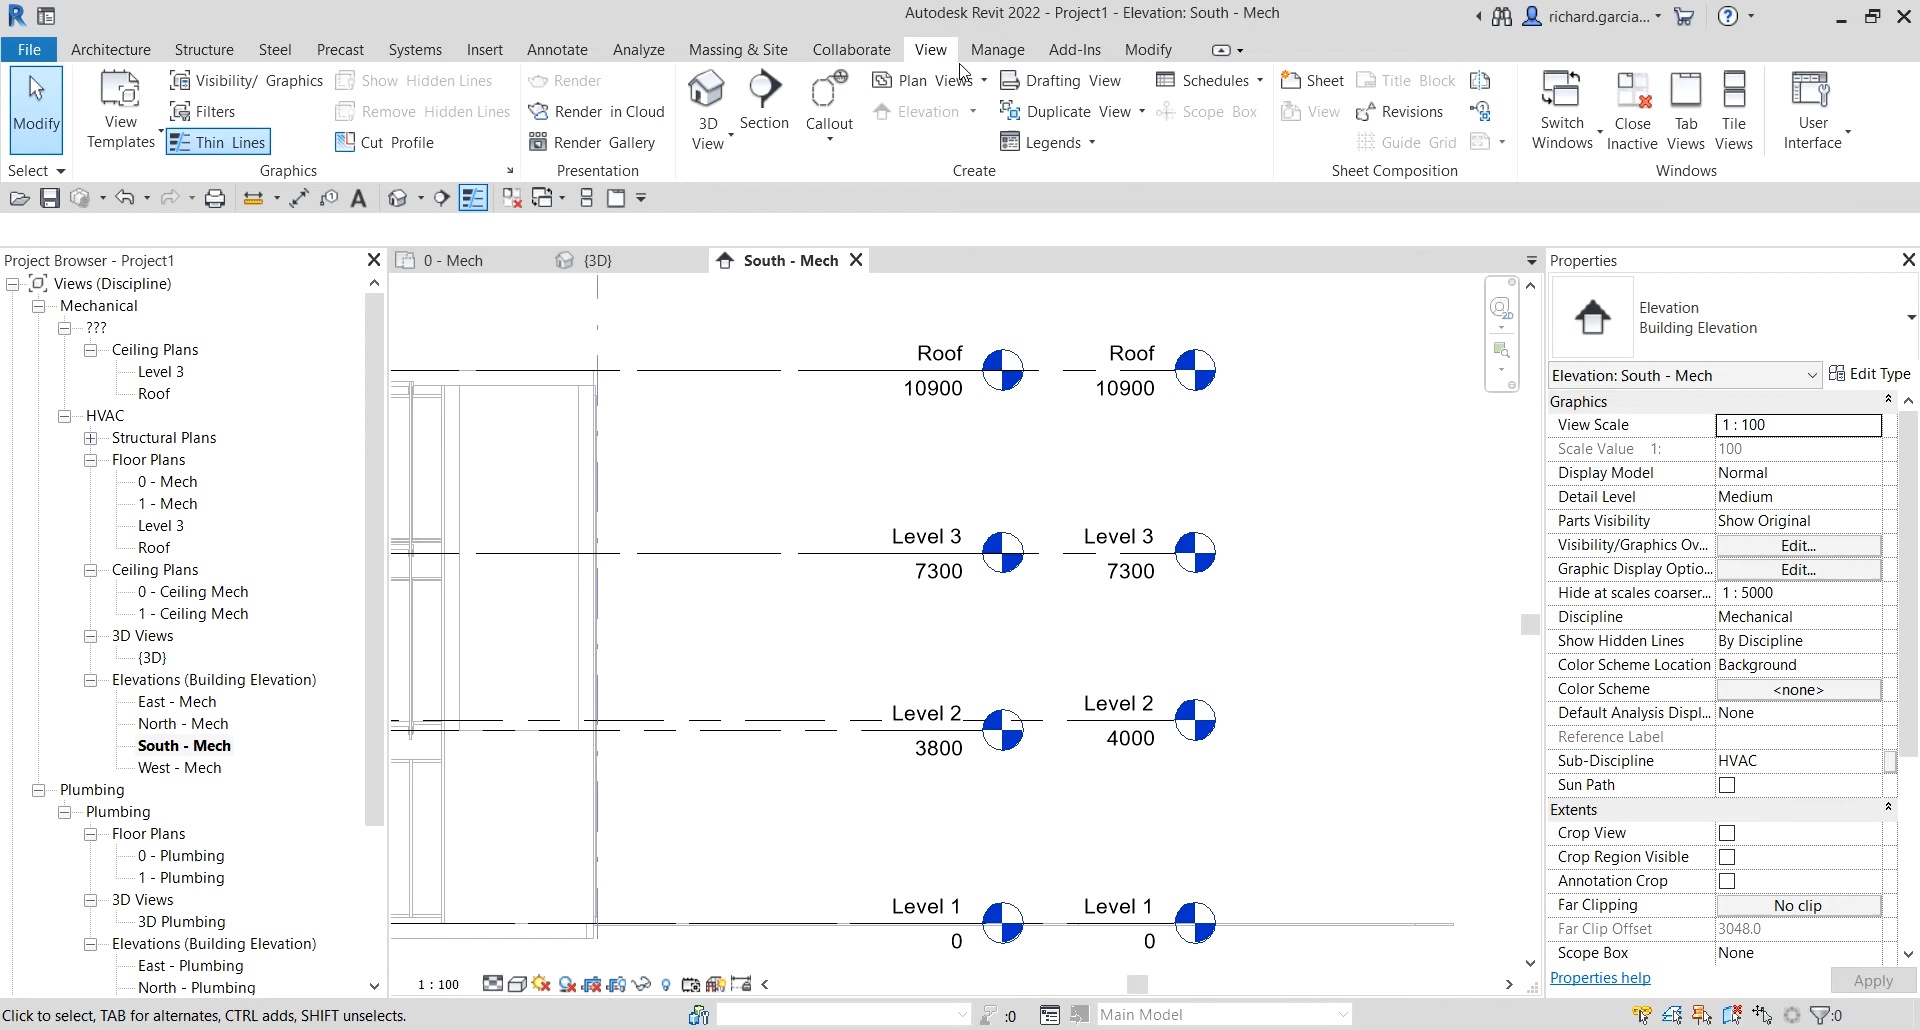 Autodesk Revit 2022 - Project1 - Elevation: South - Mech
richard.garcia...
File Architecture Structure Steel Precast Systems Insert Annotate Analyze Massing & Site Collaborate View Manage Add-Ins Modify
Modify
Select
View
Templates
Visibility/ Graphics
Filters
Thin Lines
Show Hidden Lines
Remove Hidden Lines
Cut Profile
Graphics
Render
Render in Cloud
Render Gallery
Presentation
3D
View
Section
Callout
Plan Views
Elevation
Drafting View
Duplicate View
Legends
Schedules
Scope Box
Create
Sheet
View
Title Block
Revisions
Guide Grid
Sheet Composition
Switch
Windows
Close
Inactive
Tab
Views
Tile
Views
Windows
User
Interface
Project Browser - Project1
Views (Discipline)
Mechanical
???
Ceiling Plans
Level 3
Roof
HVAC
Structural Plans
Floor Plans
0 - Mech
1 - Mech
Level 3
Roof
Ceiling Plans
0 - Ceiling Mech
1 - Ceiling Mech
3D Views
{3D}
Elevations (Building Elevation)
East - Mech
North - Mech
South - Mech
West - Mech
Plumbing
Plumbing
Floor Plans
0 - Plumbing
1 - Plumbing
3D Views
3D Plumbing
Elevations (Building Elevation)
East - Plumbing
North - Plumbing
0 - Mech {3D} South - Mech
2D
Roof Roof
10900 10900
Level 3 Level 3
7300 7300
Level 2 Level 2
3800 4000
Level 1 Level 1
0 0
1 : 100
Properties
Elevation
Building Elevation
Elevation: South - Mech Edit Type
Graphics
View Scale 1 : 100
Scale Value 1: 100
Display Model Normal
Detail Level Medium
Parts Visibility Show Original
Visibility/Graphics Ov... Edit...
Graphic Display Optio... Edit...
Hide at scales coarser... 1 : 5000
Discipline Mechanical
Show Hidden Lines By Discipline
Color Scheme Location Background
Color Scheme <none>
Default Analysis Displ... None
Reference Label
Sub-Discipline HVAC
Sun Path
Extents
Crop View
Crop Region Visible
Annotation Crop
Far Clipping No clip
Far Clip Offset 3048.0
Scope Box None
Properties help Apply
Click to select, TAB for alternates, CTRL adds, SHIFT unselects. :0 Main Model :0